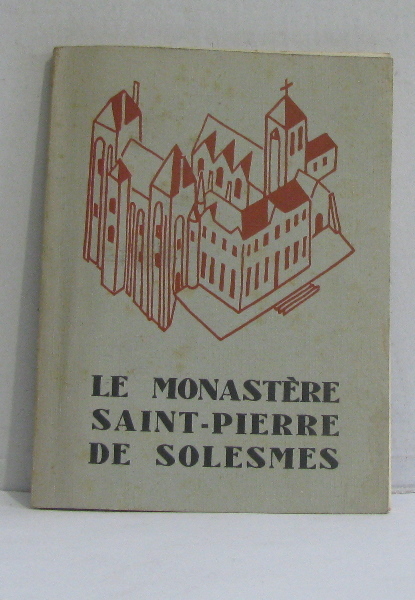 LE MONASTÈRE
SAINT-PIERRE
DE SOLESMES